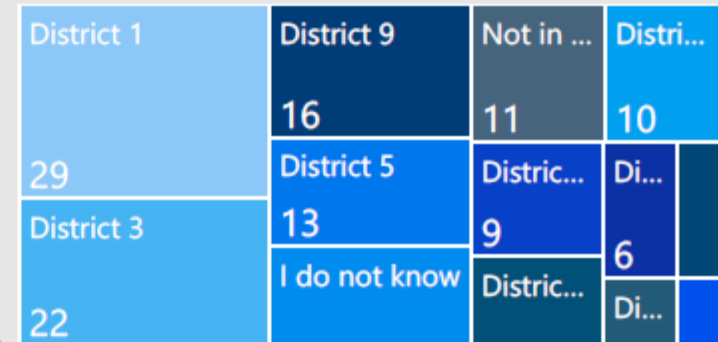 District 1
29
District 3
22
District 9
16
District 5
13
I do not know
Not in ...
11
Distri...
10
Distric...
9
Di...
6
Distric...
Di...